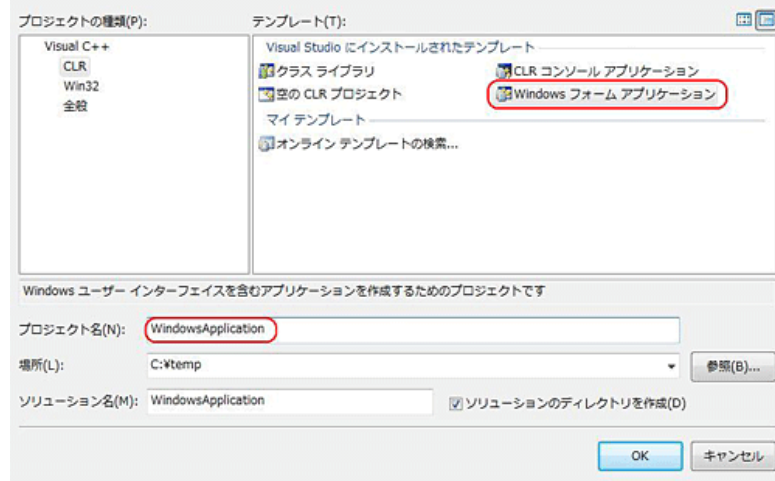 プロジェクトの種類(P):
テンプレート(T):
Visual C++
CLR
Win32
全般
Visual Studio にインストールされたテンプレート
クラス ライブラリ
CLR コンソール アプリケーション
空の CLR プロジェクト
Windows フォーム アプリケーション
マイ テンプレート
オンライン テンプレートの検索...
Windows ユーザー インターフェイスを含むアプリケーションを作成するためのプロジェクトです
プロジェクト名(N): WindowsApplication
場所(L): C:¥temp 参照(B)...
ソリューション名(M): WindowsApplication ソリューションのディレクトリを作成(D)
OK キャンセル